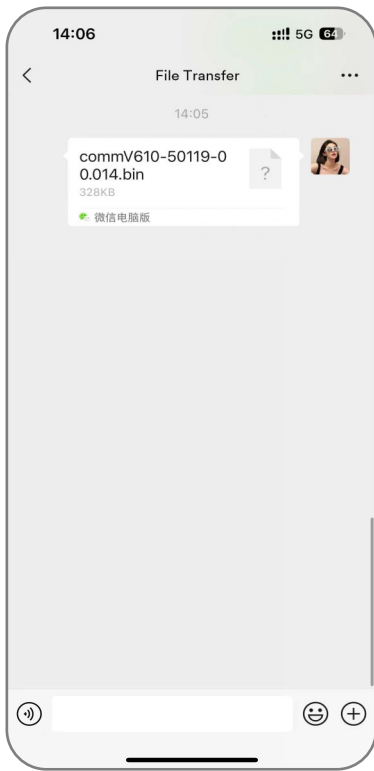 14:06
5G 64
File Transfer
14:05
commV610-50119-0
0.014.bin
?
328KB
微信电脑版